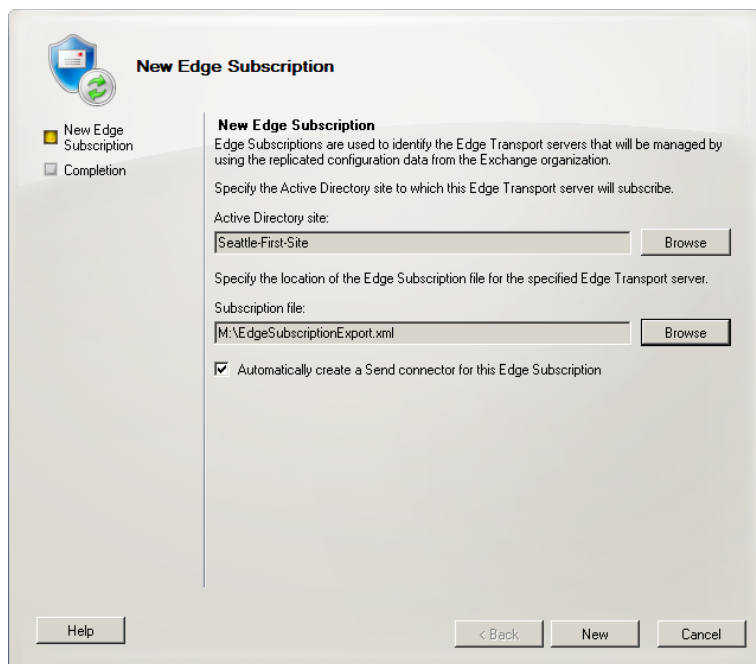 New Edge Subscription
New Edge
Subscription
Completion
New Edge Subscription
Edge Subscriptions are used to identify the Edge Transport servers that will be managed by
using the replicated configuration data from the Exchange organization.
Specify the Active Directory site to which this Edge Transport server will subscribe.
Active Directory site:
Seattle-First-Site
Browse
Specify the location of the Edge Subscription file for the specified Edge Transport server.
Subscription file:
M:\EdgeSubscriptionExport.xml
Browse
Automatically create a Send connector for this Edge Subscription
Help
< Back
New
Cancel